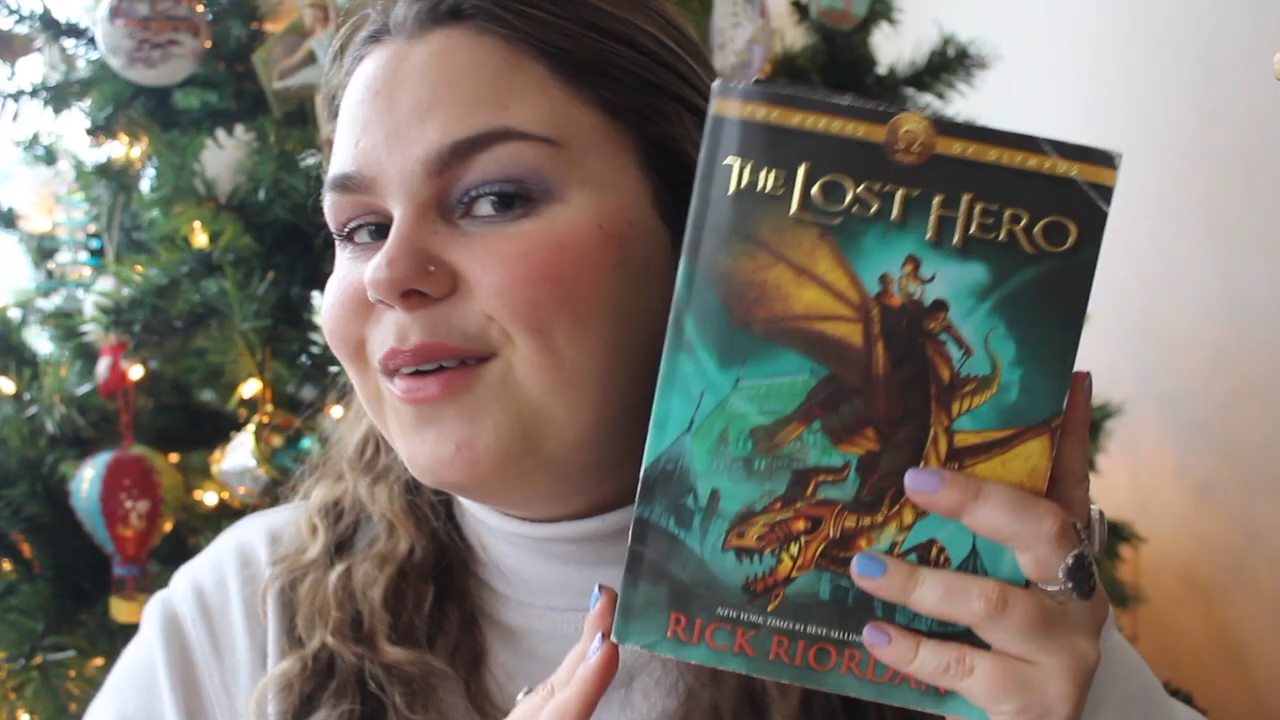 THE HEROES OF OLYMPUS
THE LOST HERO
NEW YORK TIMES #1 BEST-SELLING
RICK RIORDAN